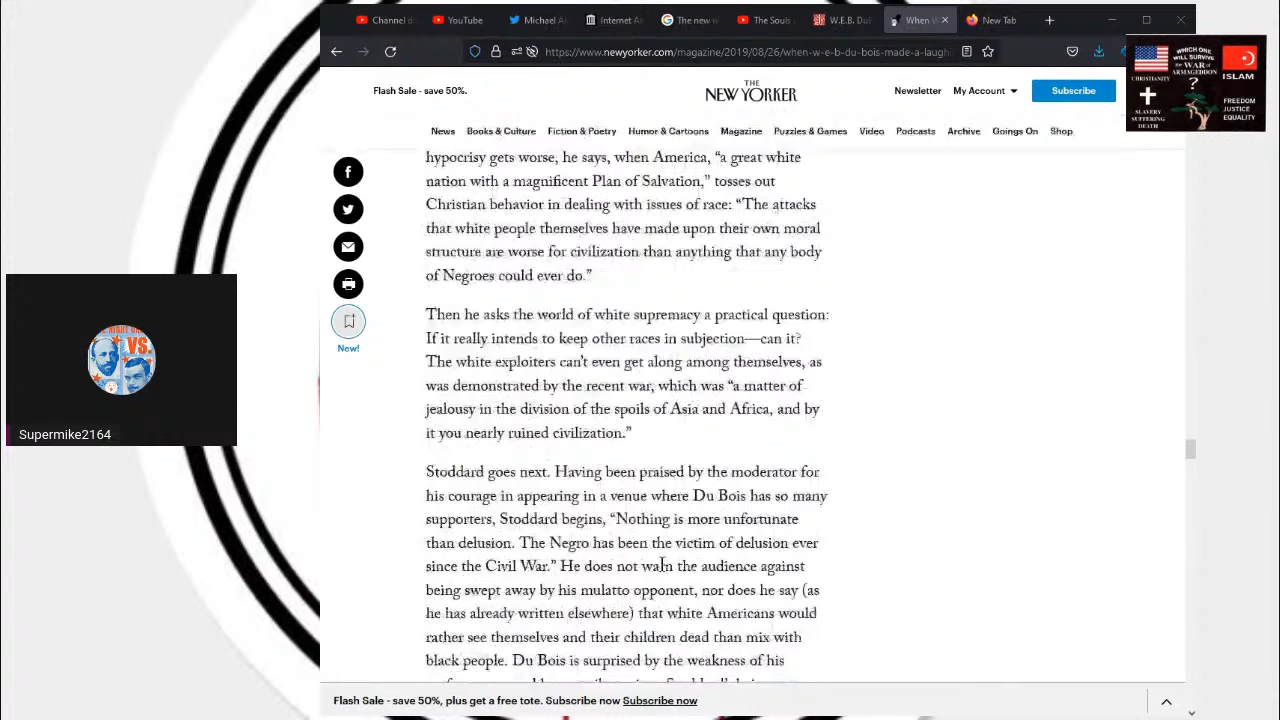 Channel d
YouTube
Michael A
Internet As
The new w
The Souls
W.E.B. Du
When W
New Tab
https://www.newyorker.com/magazine/2019/08/26/when-w-e-b-du-bois-made-a-laugh
Flash Sale - save 50%.
THE
NEW YORKER
Newsletter
My Account
Subscribe
News Books & Culture Fiction & Poetry Humor & Cartoons Magazine Puzzles & Games Video Podcasts Archive Goings On Shop
WHICH ONE
WILL SURVIVE
the WAR of
ARMAGEDDON
?
CHRISTIANITY
SLAVERY
SUFFERING
DEATH
ISLAM
FREEDOM
JUSTICE
EQUALITY
hypocrisy gets worse, he says, when America, “a great white
nation with a magnificent Plan of Salvation,” tosses out
Christian behavior in dealing with issues of race: “The attacks
that white people themselves have made upon their own moral
structure are worse for civilization than anything that any body
of Negroes could ever do.”
Then he asks the world of white supremacy a practical question:
If it really intends to keep other races in subjection—can it?
The white exploiters can’t even get along among themselves, as
was demonstrated by the recent war, which was “a matter of
jealousy in the division of the spoils of Asia and Africa, and by
it you nearly ruined civilization.”
Stoddard goes next. Having been praised by the moderator for
his courage in appearing in a venue where Du Bois has so many
supporters, Stoddard begins, “Nothing is more unfortunate
than delusion. The Negro has been the victim of delusion ever
since the Civil War.” He does not warn the audience against
being swept away by his mulatto opponent, nor does he say (as
he has already written elsewhere) that white Americans would
rather see themselves and their children dead than mix with
black people. Du Bois is surprised by the weakness of his
New!
VS.
Supermike2164
Flash Sale - save 50%, plus get a free tote. Subscribe now Subscribe now